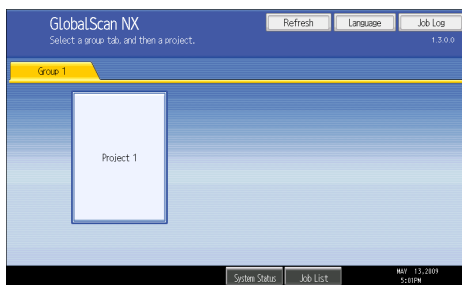 GlobalScan NX
Refresh
Language
Job Log
Select a group tab, and then a project.
1.3.0.0
Group 1
Project 1
System Status
Job List
MAY 13,2009
5:01PM